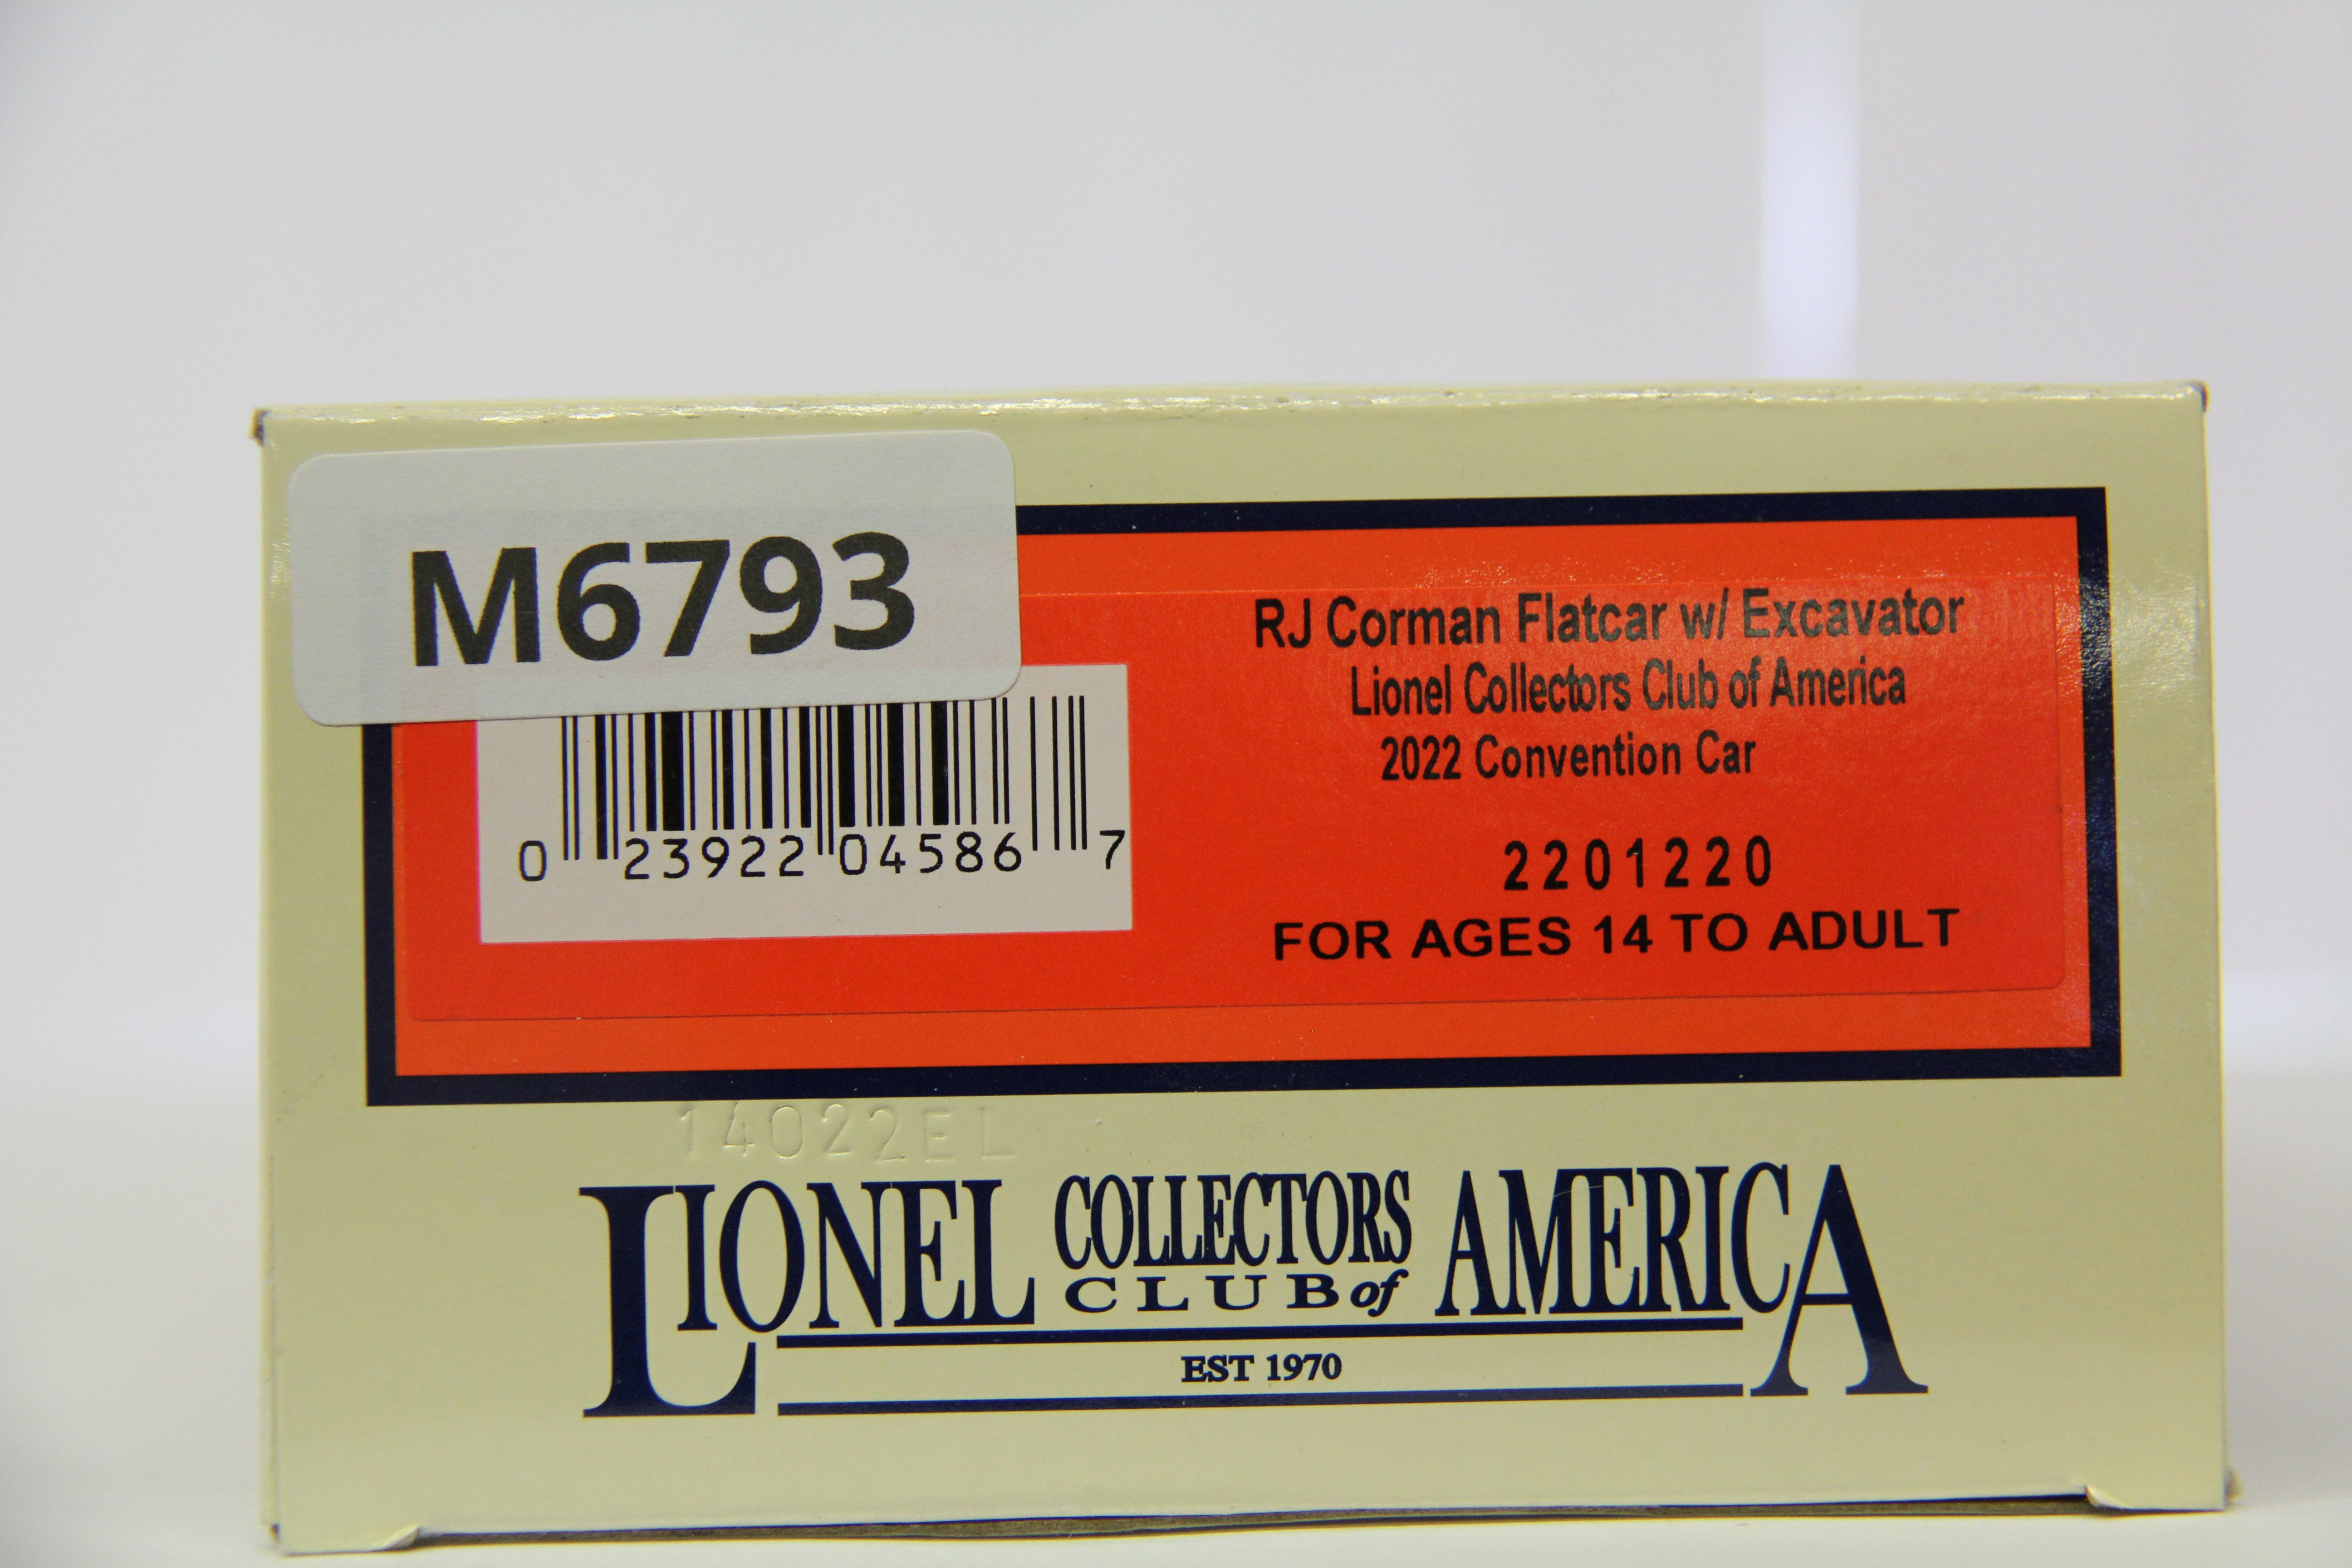 M6793
RJ Corman Flatcar w/ Excavator
Lionel Collectors Club of America
2022 Convention Car
0 23922 04586 7
2201220
FOR AGES 14 TO ADULT
14022EL
LIONEL COLLECTORS CLUB of AMERICA
EST 1970